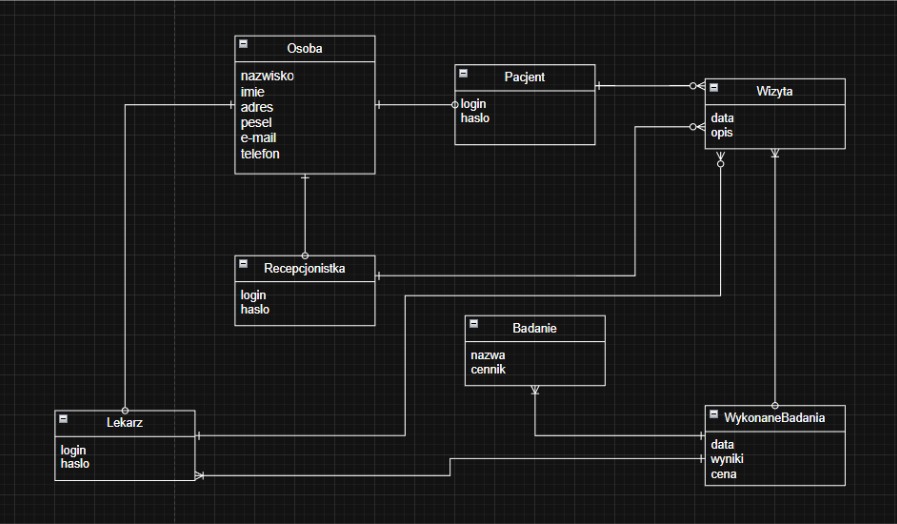 Osoba
nazwisko
imie
adres
pesel
e-mail
telefon
Pacjent
login
haslo
Wizyta
data
opis
Recepcjonistka
login
haslo
Badanie
nazwa
cennik
Lekarz
login
haslo
WykonaneBadania
data
wyniki
cena